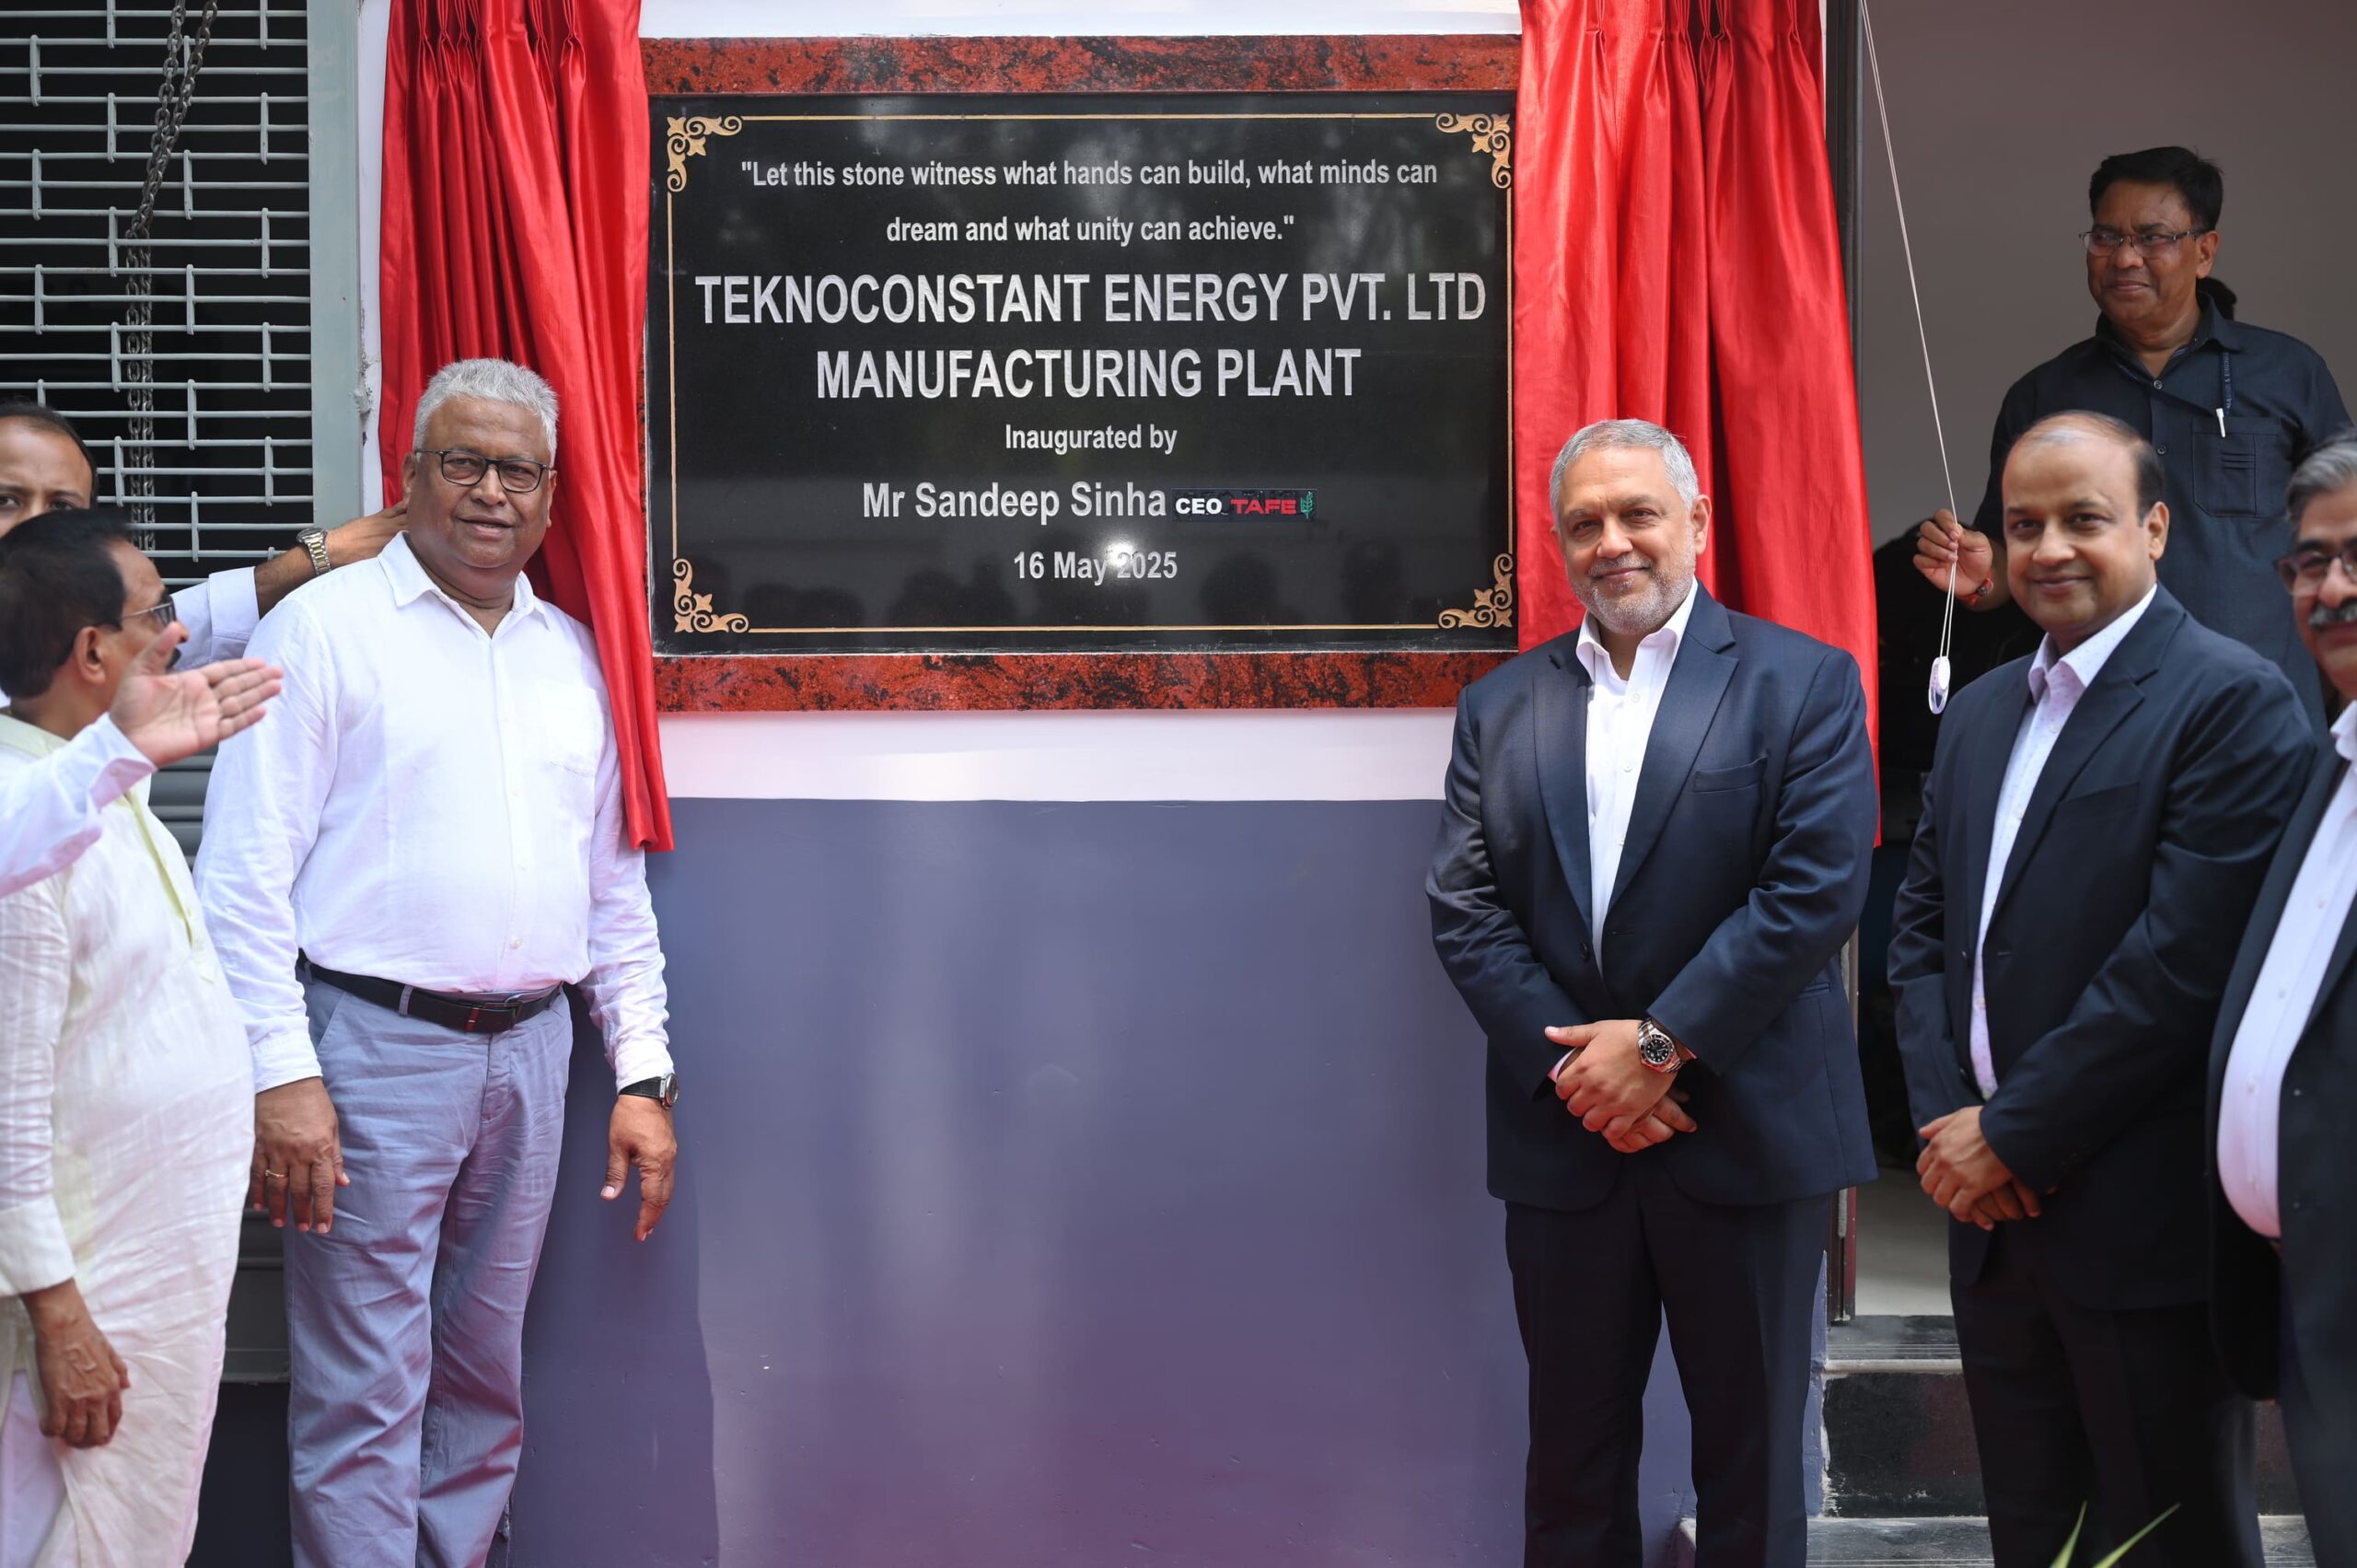 "Let this stone witness what hands can build, what minds can
dream and what unity can achieve."
TEKNOCONSTANT ENERGY PVT. LTD
MANUFACTURING PLANT
Inaugurated by
Mr Sandeep Sinha CEO TAFE
16 May 2025